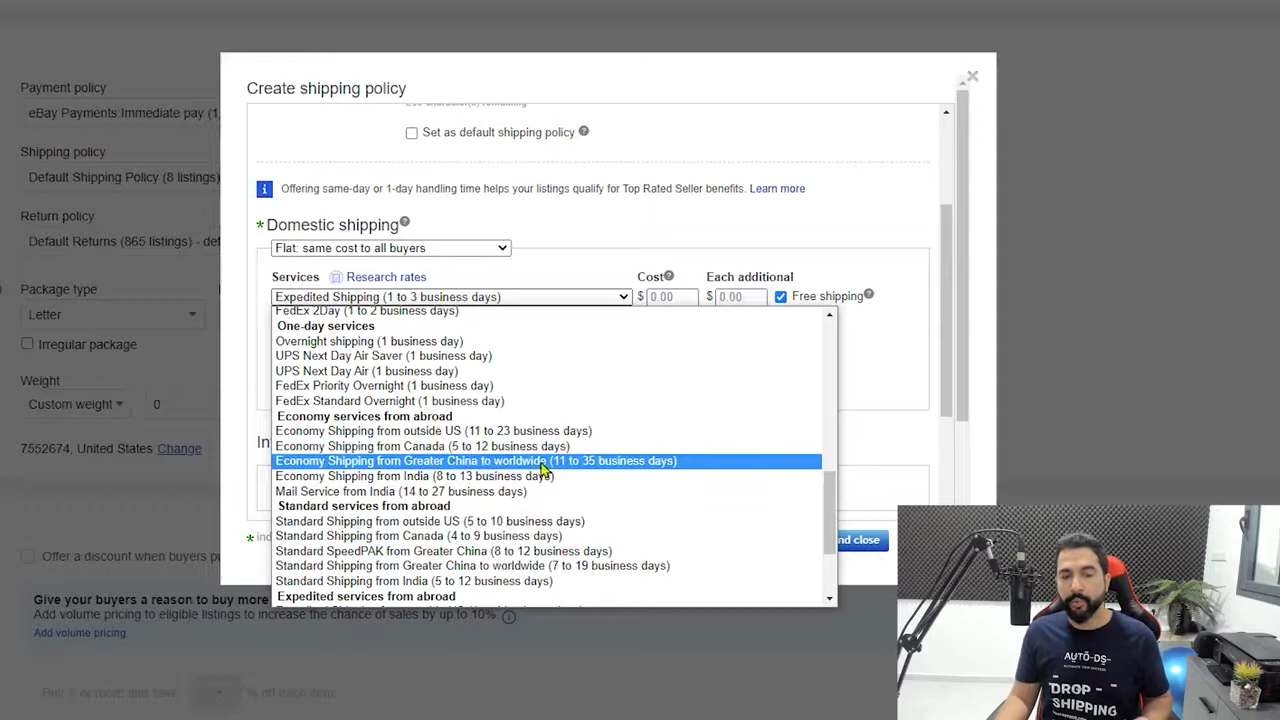 Create shipping policy
Payment policy
eBay Payments:Immediate pay (1,
Set as default shipping policy
Shipping policy
Default Shipping Policy (8 listings)
Offering same-day or 1-day handling time helps your listings qualify for Top Rated Seller benefits. Learn more
Return policy
Default Returns (865 listings) - def
* Domestic shipping
Flat: same cost to all buyers
Services Research rates Cost Each additional
Package type
Expedited Shipping (1 to 3 business days) $ 0.00 $ 0.00 Free shipping
Letter
FedEx 2Day (1 to 2 business days)
One-day services
Overnight shipping (1 business day)
Irregular package
UPS Next Day Air Saver (1 business day)
UPS Next Day Air (1 business day)
Weight
FedEx Priority Overnight (1 business day)
Custom weight 0
FedEx Standard Overnight (1 business day)
Economy services from abroad
Economy Shipping from outside US (11 to 23 business days)
In
Economy Shipping from Canada (5 to 12 business days)
7552674, United States Change
Economy Shipping from Greater China to worldwide (11 to 35 business days)
Economy Shipping from India (8 to 13 business days)
Mail Service from India (14 to 27 business days)
Standard services from abroad
Standard Shipping from outside US (5 to 10 business days)
* ind
Standard Shipping from Canada (4 to 9 business days)
nd close
Standard SpeedPAK from Greater China (8 to 12 business days)
Offer a discount when buyers pu
Standard Shipping from Greater China to worldwide (7 to 19 business days)
Standard Shipping from India (5 to 12 business days)
Expedited services from abroad
Give your buyers a reason to buy more
Add volume pricing to eligible listings to increase the chance of sales by up to 10%.
Add volume pricing
% off each item
AUTO-DS
AUTOMATE YOUR SUCCESS
DROP
SHIPPING